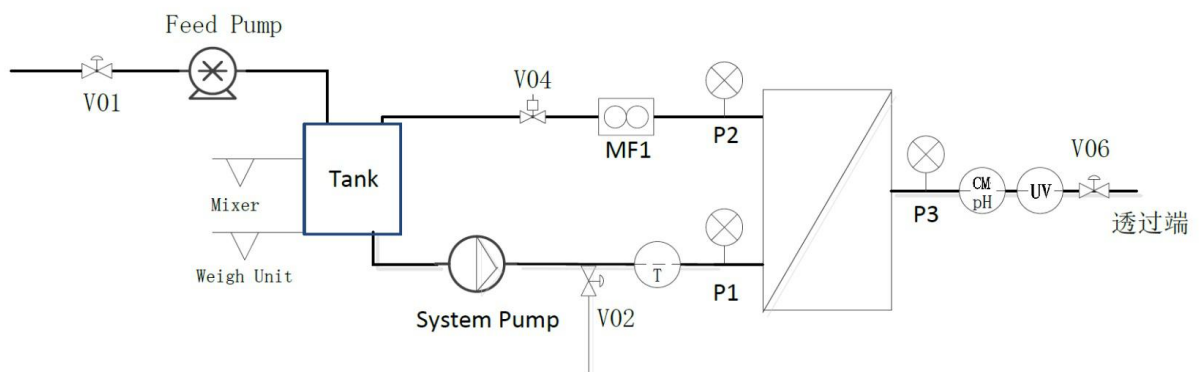 Feed Pump
V01
V04
P2
MF1
Tank
Mixer
Weigh Unit
System Pump
V02
T
P1
P3
CM
pH
UV
V06
透过端